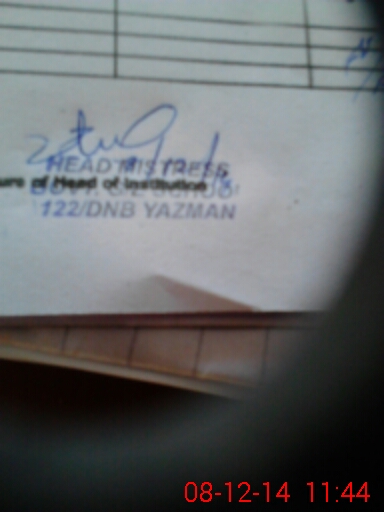 HEAD MISTRESS
ure of Head of Institution
122/DNB YAZMAN
08-12-14 11:44